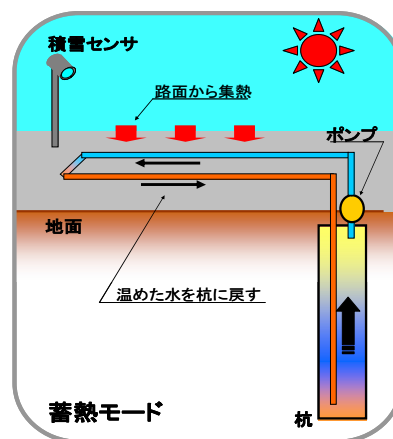 積雪センサ
路面から集熱
ポンプ
地面
温めた水を杭に戻す
蓄熱モード
杭